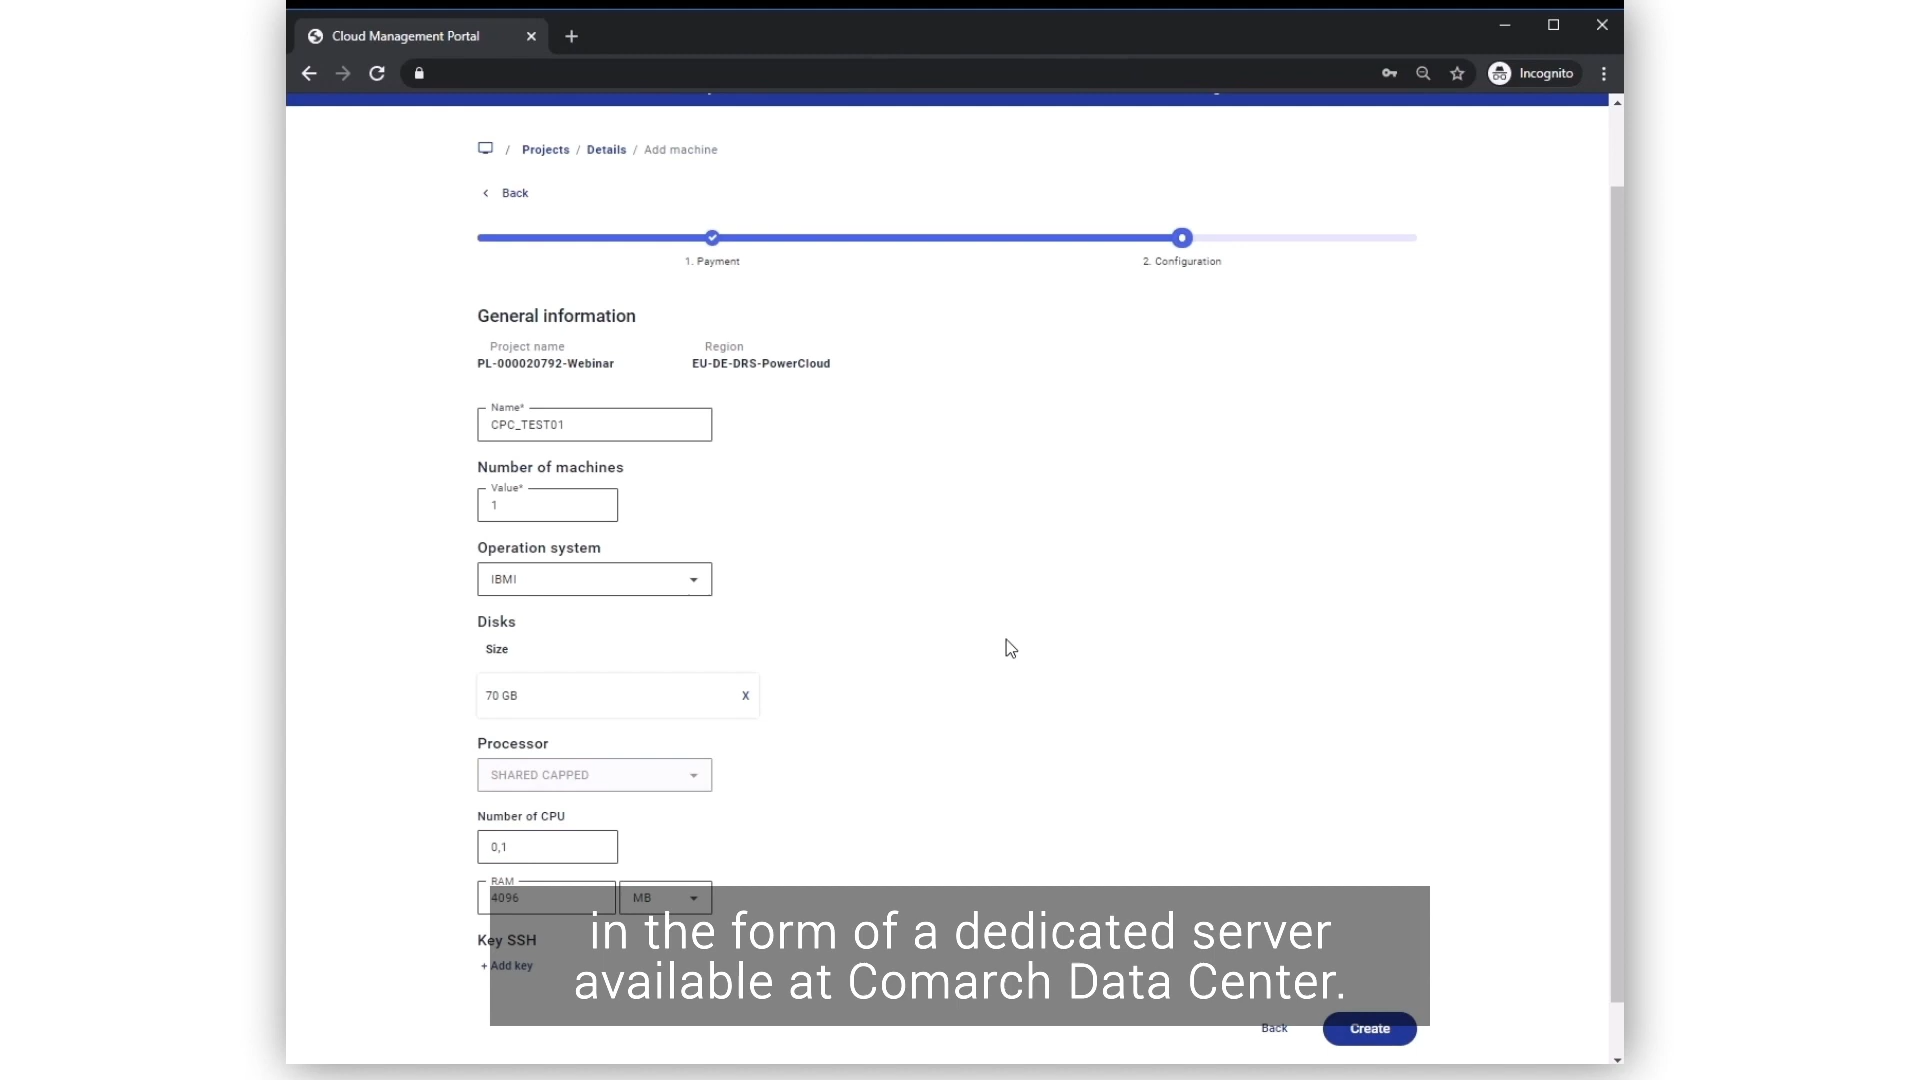 Cloud Management Portal
Incognito
/ Projects / Details / Add machine
< Back
1. Payment
2. Configuration
General information
Project name
Region
PL-000020792-Webinar
EU-DE-DRS-PowerCloud
Name*
CPC_TEST01
Number of machines
Value*
1
Operation system
IBMI
Disks
Size
70 GB
X
Processor
SHARED CAPPED
Number of CPU
0,1
RAM
4096
MB
Key SSH
+ Add key
in the form of a dedicated server
available at Comarch Data Center.
Back
Create